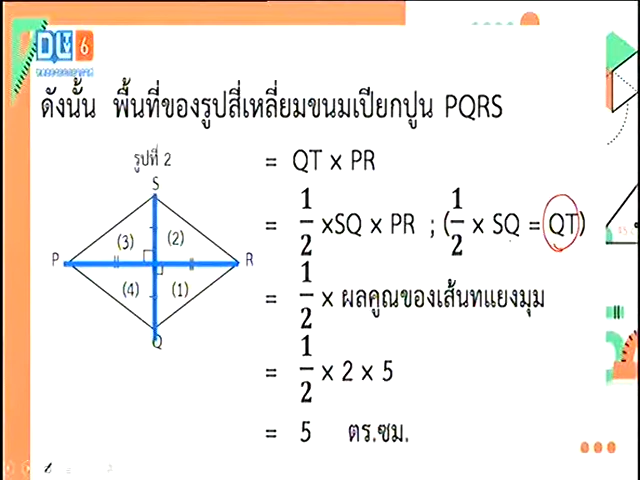 DL 6
ดังนั้น พื้นที่ของรูปสี่เหลี่ยมขนมเปียกปูน PQRS
รูปที่ 2
= QT x PR
S
= 1/2 xSQ x PR ; (1/2 x SQ = QT)
(3) (2)
P R
(4) (1)
Q
= 1/2 x ผลคูณของเส้นทแยงมุม
= 1/2 x 2 x 5
= 5 ตร.ซม.